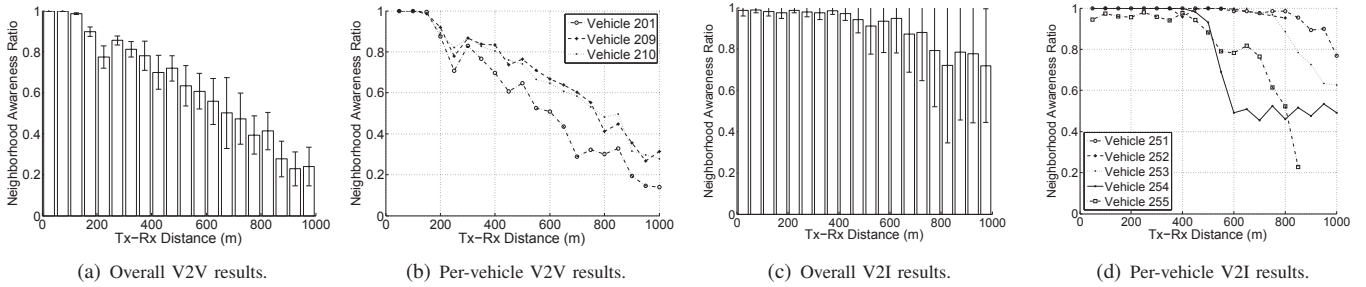 Neighborhood Awareness Ratio
1
0.8
0.6
0.4
0.2
0
0
200
400
600
800
1000
Tx−Rx Distance (m)
(a) Overall V2V results.
Neighborhood Awareness Ratio
1
0.8
0.6
0.4
0.2
0
0
200
400
600
800
1000
Tx−Rx Distance (m)
Vehicle 201
Vehicle 209
Vehicle 210
(b) Per-vehicle V2V results.
Neighborhood Awareness Ratio
1
0.8
0.6
0.4
0.2
0
0
200
400
600
800
1000
Tx−Rx Distance (m)
(c) Overall V2I results.
Neighborhood Awareness Ratio
1
0.8
0.6
0.4
0.2
0
0
200
400
600
800
1000
Tx−Rx Distance (m)
Vehicle 251
Vehicle 252
Vehicle 253
Vehicle 254
Vehicle 255
(d) Per-vehicle V2I results.